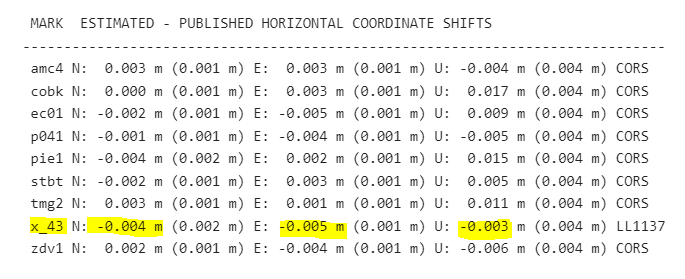 MARK ESTIMATED - PUBLISHED HORIZONTAL COORDINATE SHIFTS
--------------------------------------------------------------------------------
amc4 N: 0.003 m (0.001 m) E: 0.003 m (0.001 m) U: -0.004 m (0.004 m) CORS
cobk N: 0.000 m (0.001 m) E: 0.003 m (0.001 m) U: 0.017 m (0.004 m) CORS
ec01 N: -0.002 m (0.001 m) E: -0.005 m (0.001 m) U: 0.009 m (0.004 m) CORS
p041 N: -0.001 m (0.001 m) E: -0.004 m (0.001 m) U: -0.005 m (0.004 m) CORS
pie1 N: -0.004 m (0.002 m) E: 0.002 m (0.001 m) U: 0.015 m (0.004 m) CORS
stbt N: -0.002 m (0.001 m) E: 0.003 m (0.001 m) U: 0.005 m (0.004 m) CORS
tmg2 N: 0.003 m (0.001 m) E: 0.001 m (0.001 m) U: 0.011 m (0.004 m) CORS
x_43 N: -0.004 m (0.002 m) E: -0.005 m (0.001 m) U: -0.003 m (0.004 m) LL1137
zdv1 N: 0.002 m (0.001 m) E: -0.004 m (0.001 m) U: -0.006 m (0.004 m) CORS